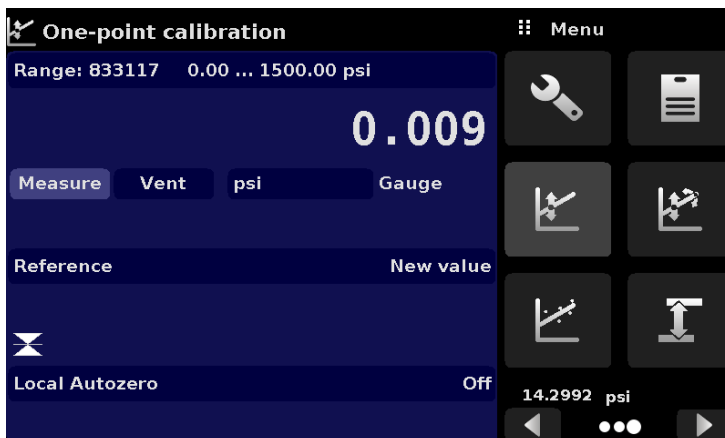 One-point calibration
Menu
Range: 833117 0.00 ... 1500.00 psi
0.009
Measure Vent psi Gauge
Reference New value
Local Autozero Off
14.2992 psi